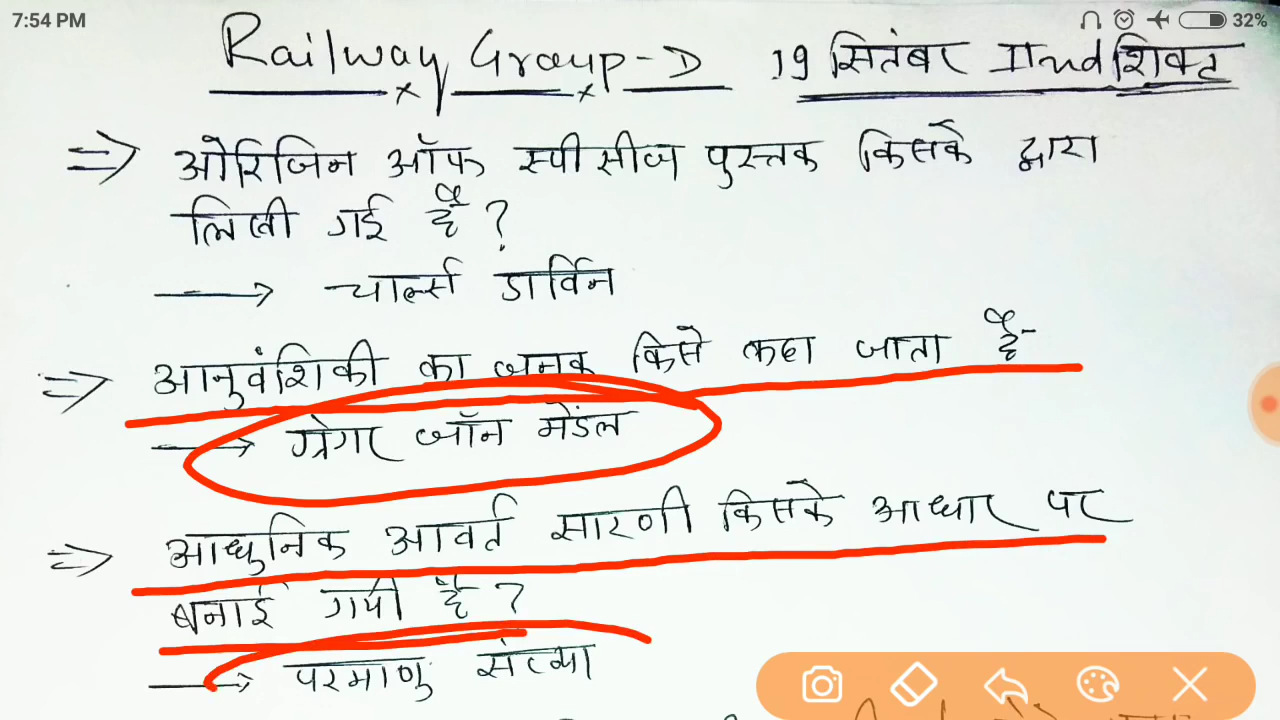 7:54 PM
32%
Railway Group-D 19 सितंबर IInd शिफ्ट
⇒ ओरिजिन ऑफ स्पीसीज पुस्तक किसके द्वारा
लिखी गई है ?
→ चार्ल्स डार्विन
⇒ आनुवंशिकी का जनक किसे कहा जाता है
→ ग्रेगर जॉन मेंडल
⇒ आधुनिक आवर्त सारणी किसके आधार पर
बनाई गयी है ?
→ परमाणु संख्या